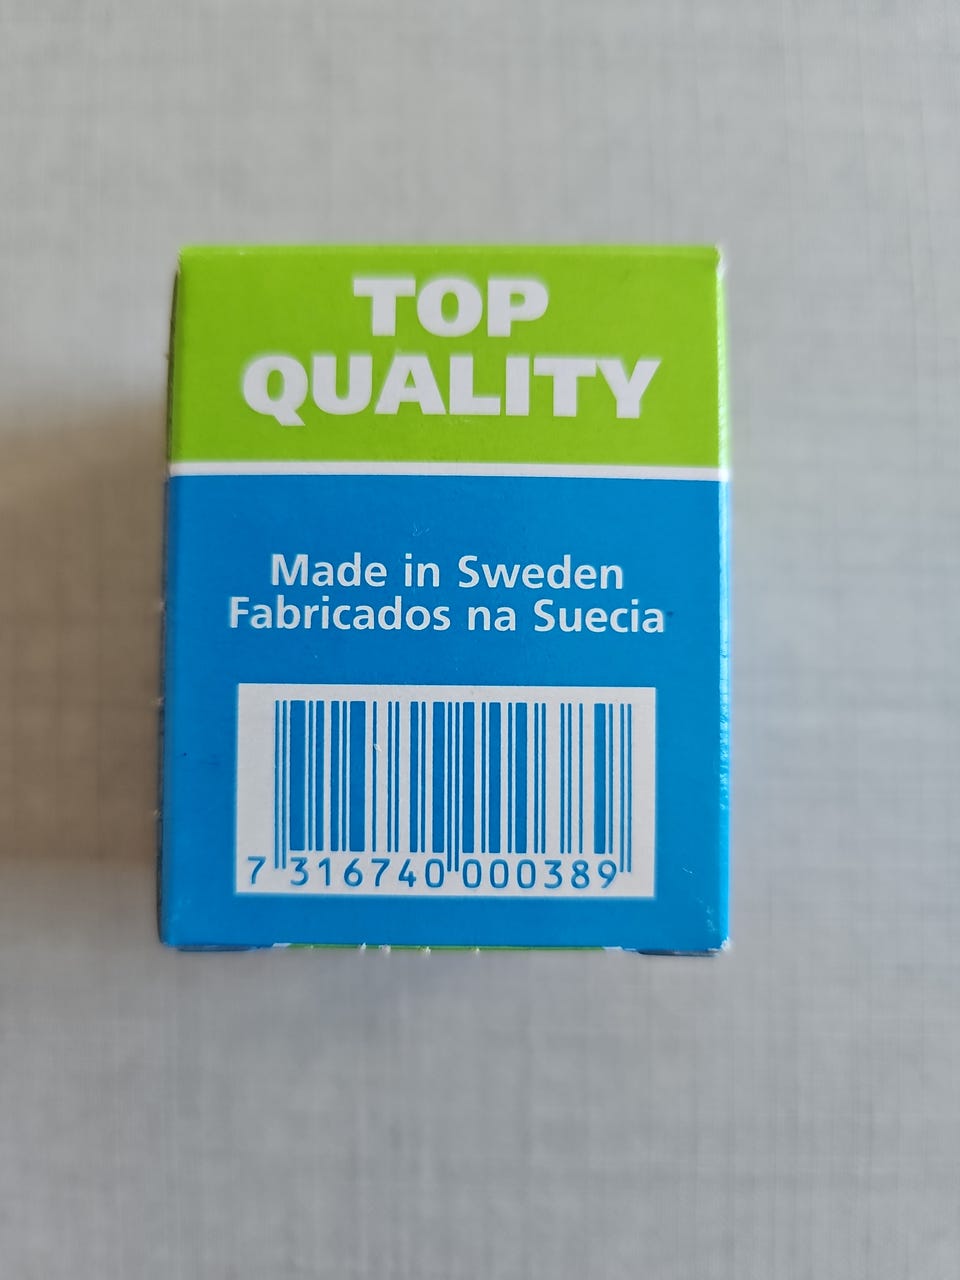 TOP
QUALITY
Made in Sweden
Fabricados na Suecia
7 316740 000389